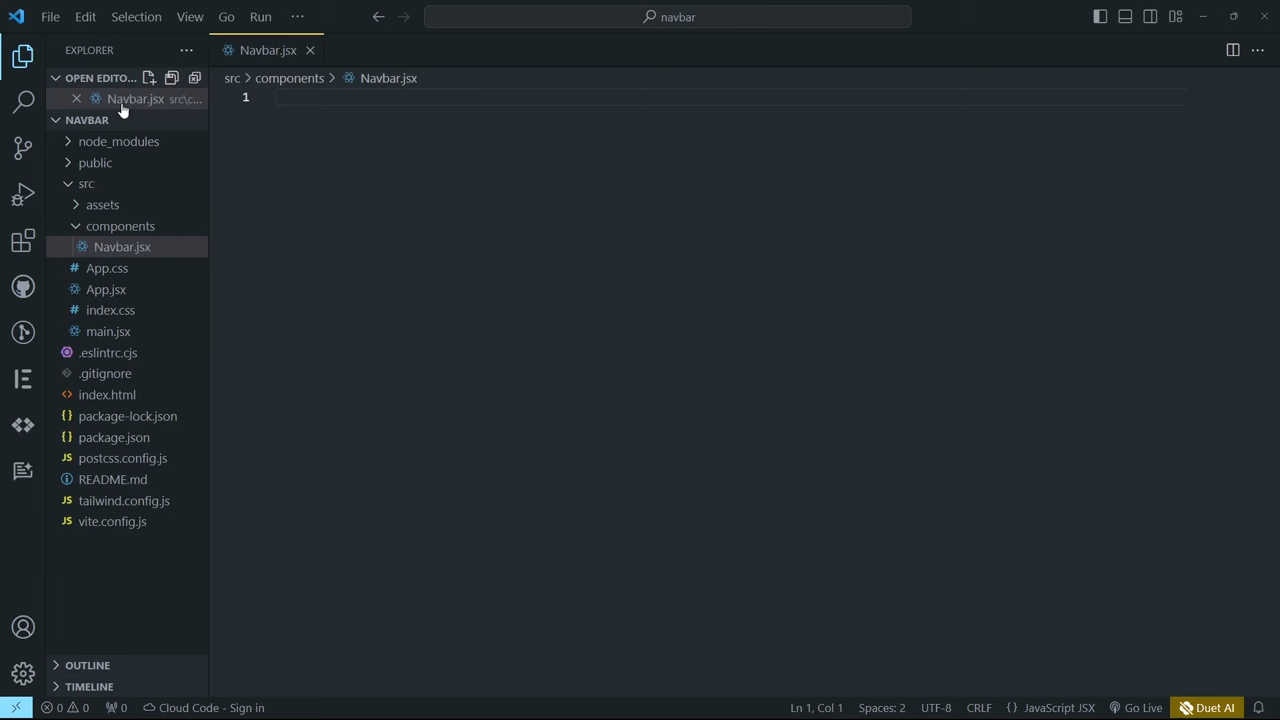 File Edit Selection View Go Run ··· navbar
EXPLORER ··· Navbar.jsx
OPEN EDITO...
src > components > Navbar.jsx
Navbar.jsx src\c...
1
NAVBAR
node_modules
public
src
assets
components
Navbar.jsx
App.css
App.jsx
index.css
main.jsx
.eslintrc.cjs
.gitignore
index.html
package-lock.json
package.json
JS postcss.config.js
README.md
JS tailwind.config.js
JS vite.config.js
OUTLINE
TIMELINE
0 0 0 Cloud Code - Sign in Ln 1, Col 1 Spaces: 2 UTF-8 CRLF {} JavaScript JSX Go Live Duet AI